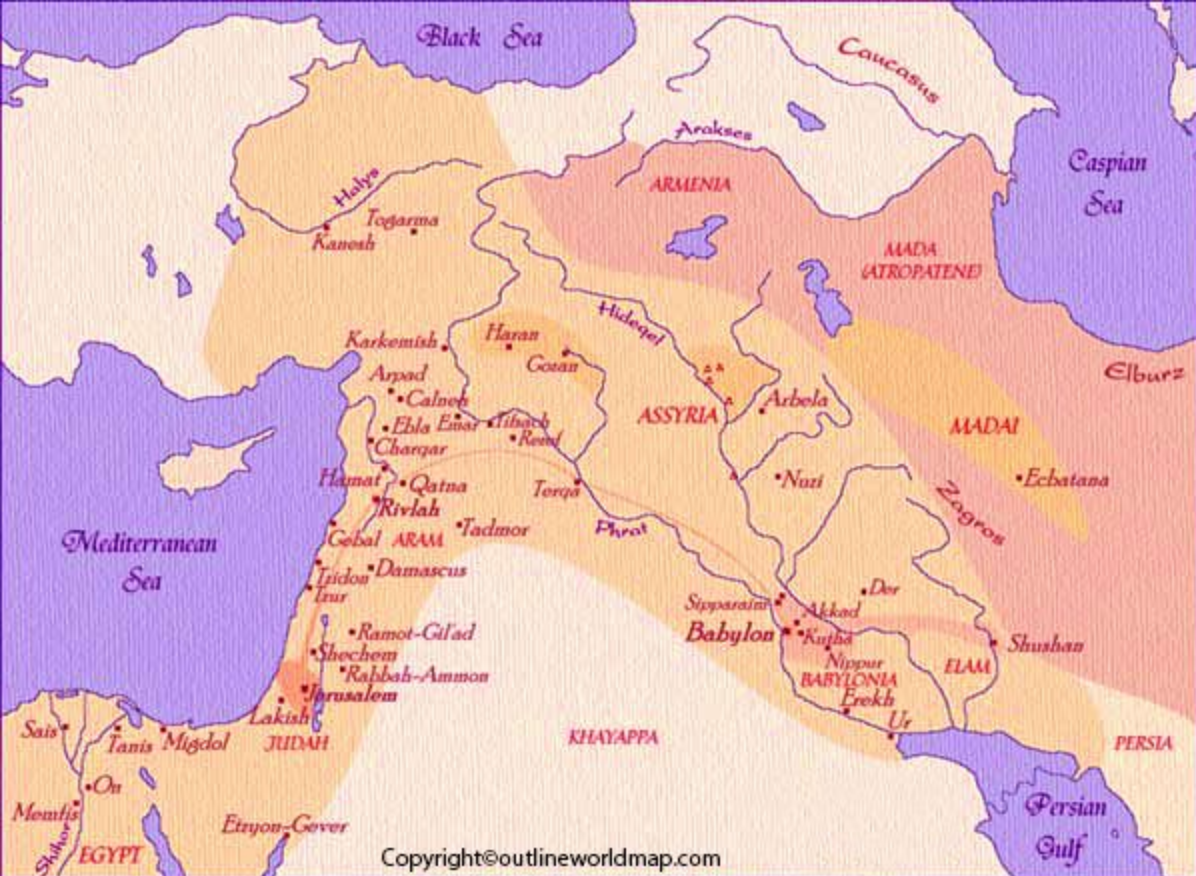 Black Sea
Caucasus
Arakses
Caspian
Sea
ARMENIA
Halys
Togarma
Kanesh
MADA
(ATROPATENE)
Hideqel
Karkemish
Haran
Gozan
Elburz
Arpad
Calneh
ASSYRIA
Arbela
MADAI
Ebla
Emar
Tibach
Rezef
Charqar
Hamat
Qatna
Terqa
Nuzi
Echatana
Rivlah
Zagros
Mediterranean
Sea
Gebal
ARAM
Tadmor
Phrat
Tzidon
Damascus
Tzur
Der
Sipparaim
Akkad
Ramot-Gil'ad
Babylon
Kutha
Shushan
Shechem
Nippur
ELAM
Rabbah-Ammon
BABYLONIA
Jerusalem
Erekh
Lakish
Ur
Sais
Tanis
Migdol
JUDAH
KHAYAPPA
PERSIA
On
Memfis
Persian
Gulf
Etzyon-Gever
Shihor
EGYPT
Copyright©outlineworldmap.com